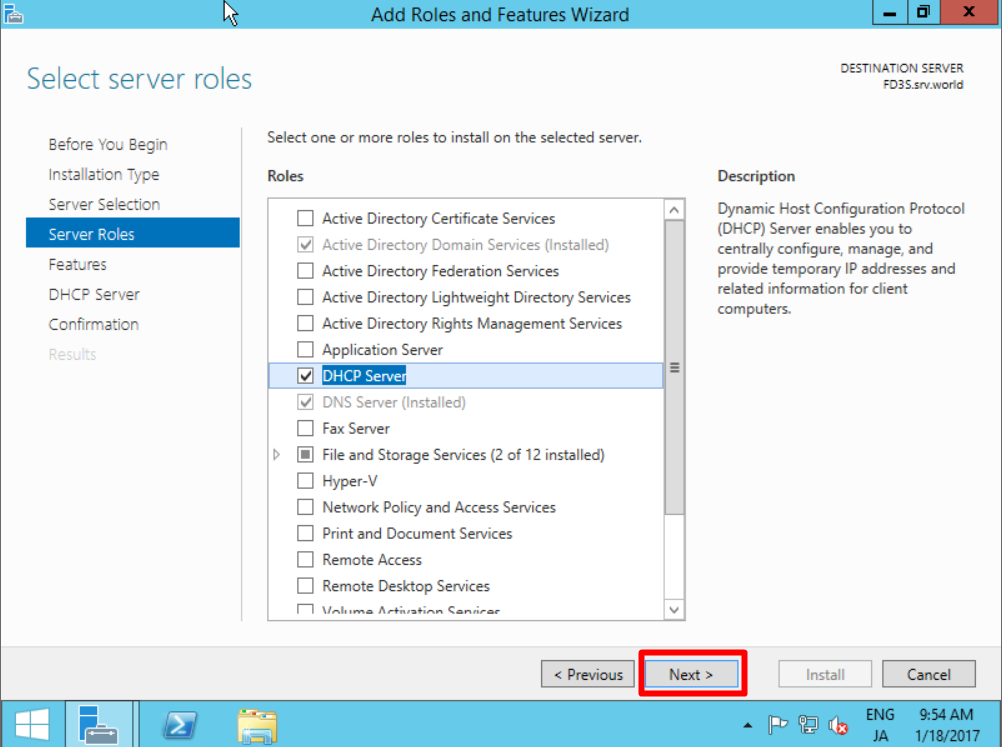 Add Roles and Features Wizard
Select server roles
DESTINATION SERVER
FD3S.srv.world
Before You Begin
Installation Type
Server Selection
Server Roles
Features
DHCP Server
Confirmation
Results
Select one or more roles to install on the selected server.
Roles
Active Directory Certificate Services
Active Directory Domain Services (Installed)
Active Directory Federation Services
Active Directory Lightweight Directory Services
Active Directory Rights Management Services
Application Server
DHCP Server
DNS Server (Installed)
Fax Server
File and Storage Services (2 of 12 installed)
Hyper-V
Network Policy and Access Services
Print and Document Services
Remote Access
Remote Desktop Services
Volume Activation Services
Description
Dynamic Host Configuration Protocol
(DHCP) Server enables you to
centrally configure, manage, and
provide temporary IP addresses and
related information for client
computers.
< Previous
Next >
Install
Cancel
ENG
JA
9:54 AM
1/18/2017